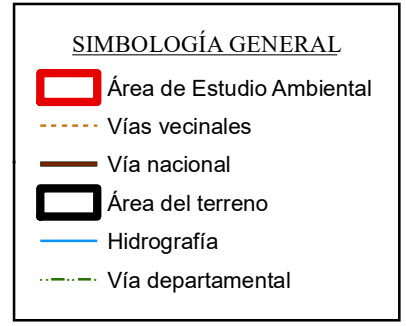 SIMBOLOGÍA GENERAL
Área de Estudio Ambiental
Vías vecinales
Vía nacional
Área del terreno
Hidrografía
Vía departamental